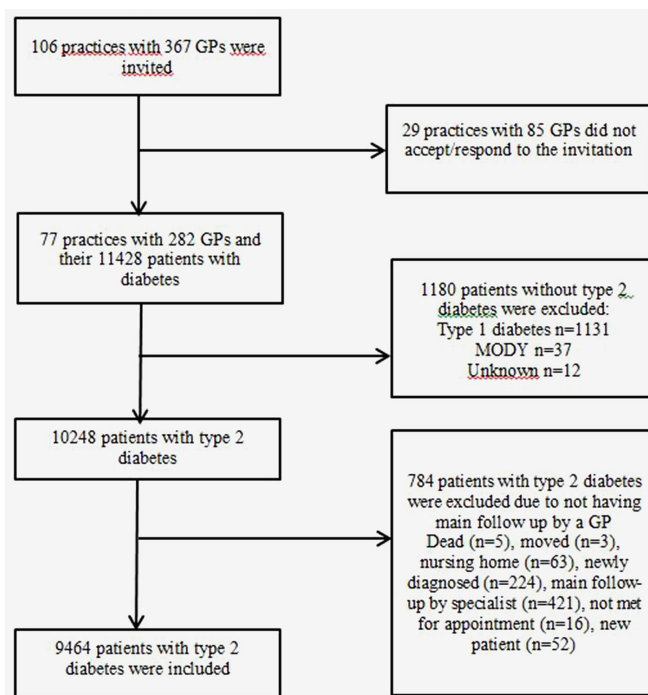 106 practices with 367 GPs were
invited
29 practices with 85 GPs did not
accept/respond to the invitation
77 practices with 282 GPs and
their 11428 patients with
diabetes
1180 patients without type 2
diabetes were excluded:
Type 1 diabetes n=1131
MODY n=37
Unknown n=12
10248 patients with type 2
diabetes
784 patients with type 2 diabetes
were excluded due to not having
main follow up by a GP
Dead (n=5), moved (n=3),
nursing home (n=63), newly
diagnosed (n=224), main follow-
up by specialist (n=421), not met
for appointment (n=16), new
patient (n=52)
9464 patients with type 2
diabetes were included